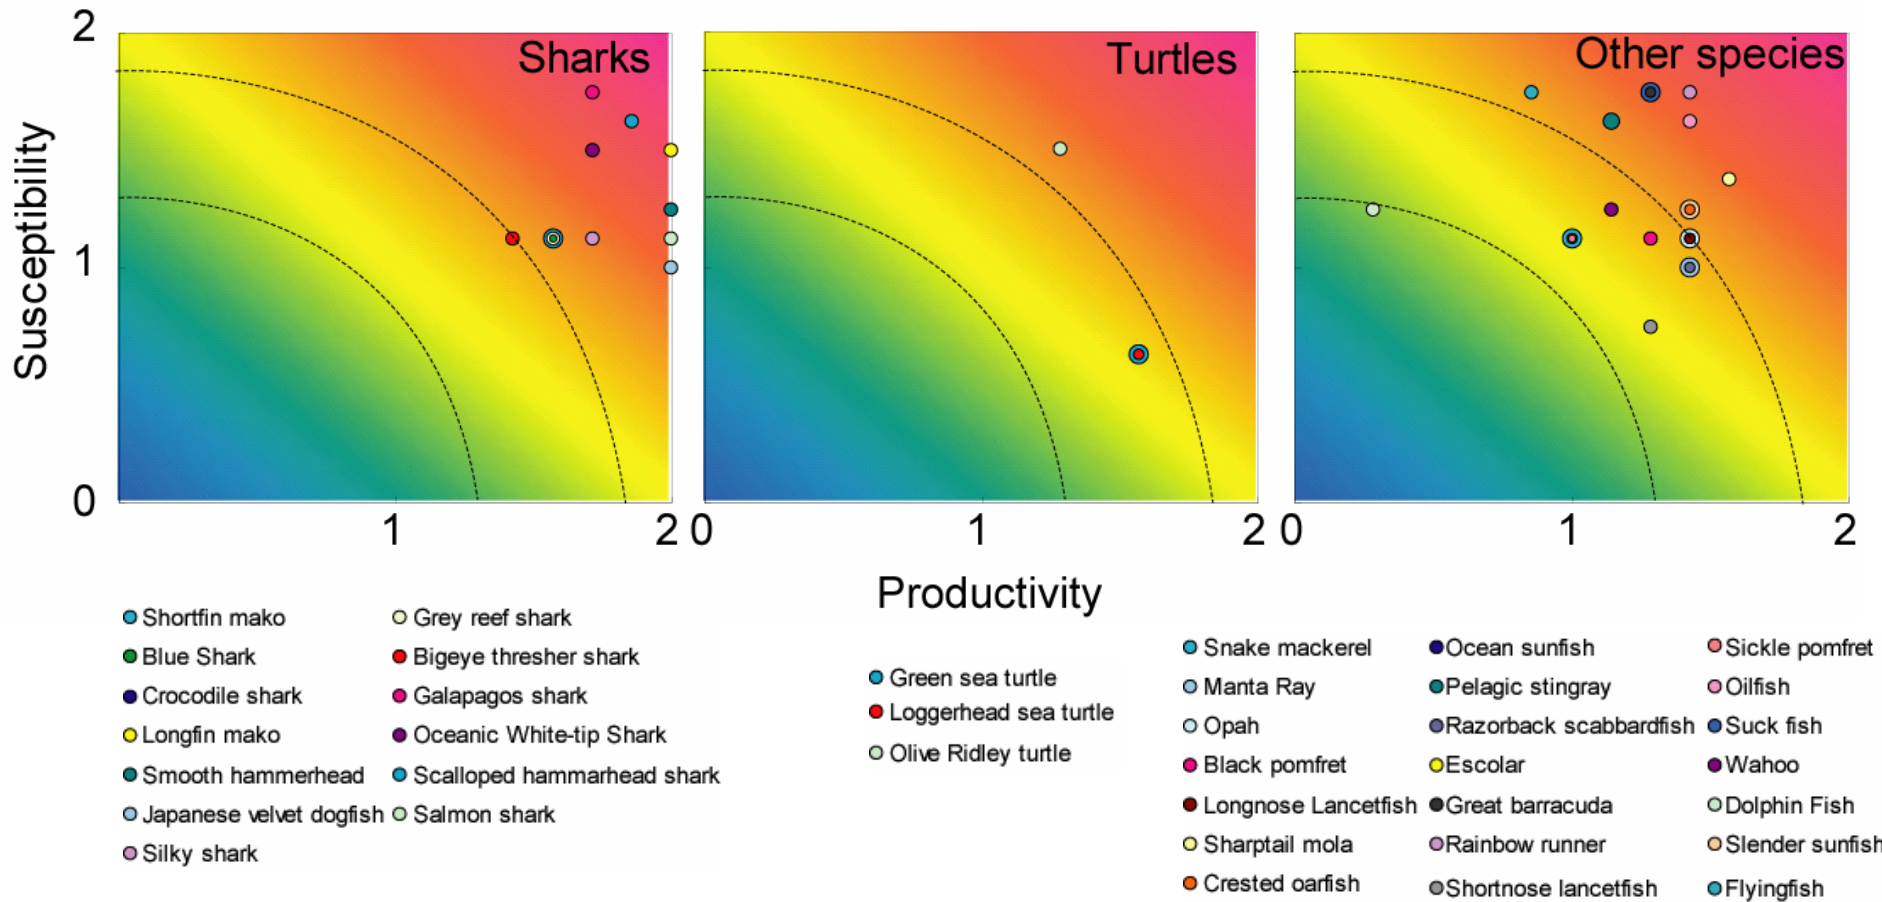 2
Sharks
Turtles
Other species
Susceptibility
1
0
1
2
0
1
2
0
1
2
Productivity
Shortfin mako
Blue Shark
Crocodile shark
Longfin mako
Smooth hammerhead
Japanese velvet dogfish
Silky shark
Grey reef shark
Bigeye thresher shark
Galapagos shark
Oceanic White-tip Shark
Scalloped hammarhead shark
Salmon shark
Green sea turtle
Loggerhead sea turtle
Olive Ridley turtle
Snake mackerel
Manta Ray
Opah
Black pomfret
Longnose Lancetfish
Sharptail mola
Crested oarfish
Ocean sunfish
Pelagic stingray
Razorback scabbardfish
Escolar
Great barracuda
Rainbow runner
Shortnose lancetfish
Sickle pomfret
Oilfish
Suck fish
Wahoo
Dolphin Fish
Slender sunfish
Flyingfish